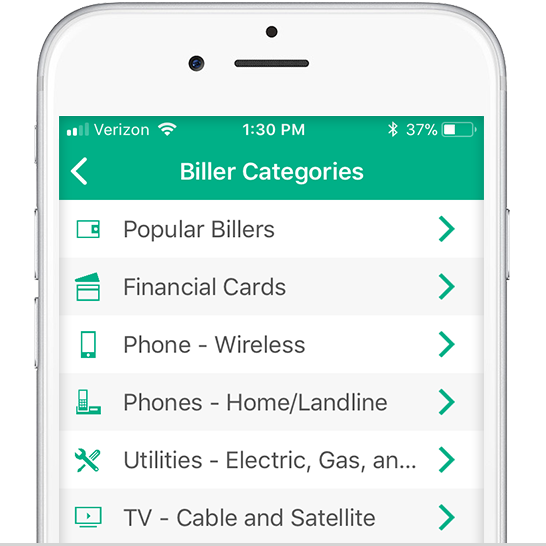 Verizon 1:30 PM 37%
Biller Categories
Popular Billers
Financial Cards
Phone - Wireless
Phones - Home/Landline
Utilities - Electric, Gas, an...
TV - Cable and Satellite